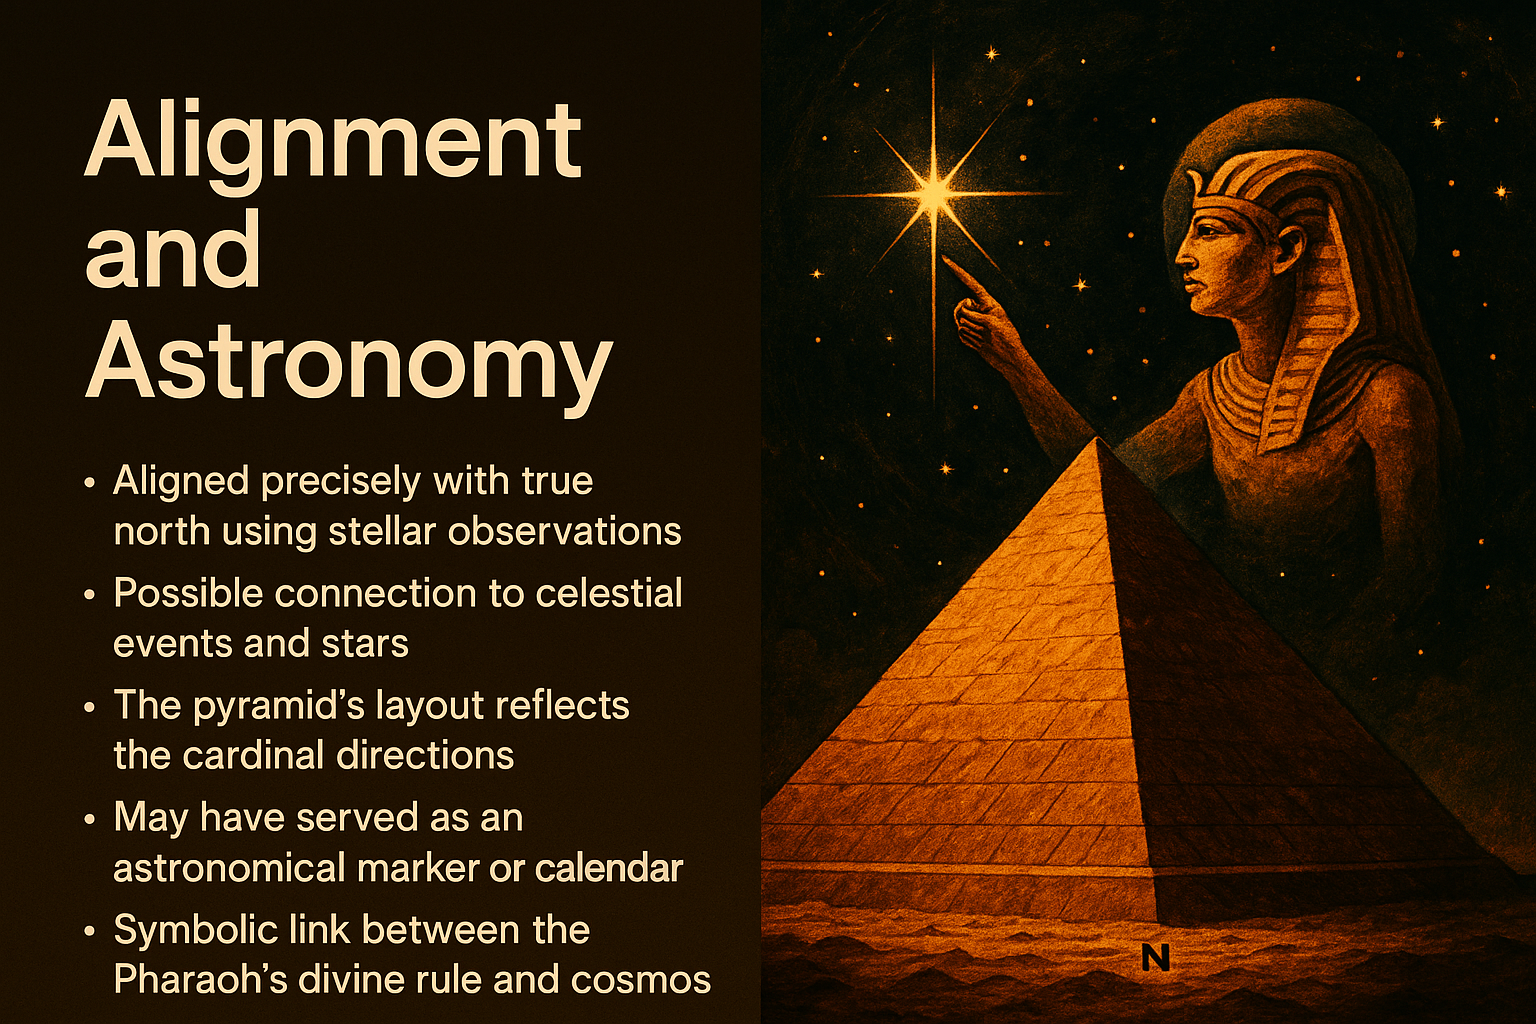 Alignment
and
Astronomy
• Aligned precisely with true
north using stellar observations
• Possible connection to celestial
events and stars
• The pyramid’s layout reflects
the cardinal directions
• May have served as an
astronomical marker or calendar
• Symbolic link between the
Pharaoh’s divine rule and cosmos
N